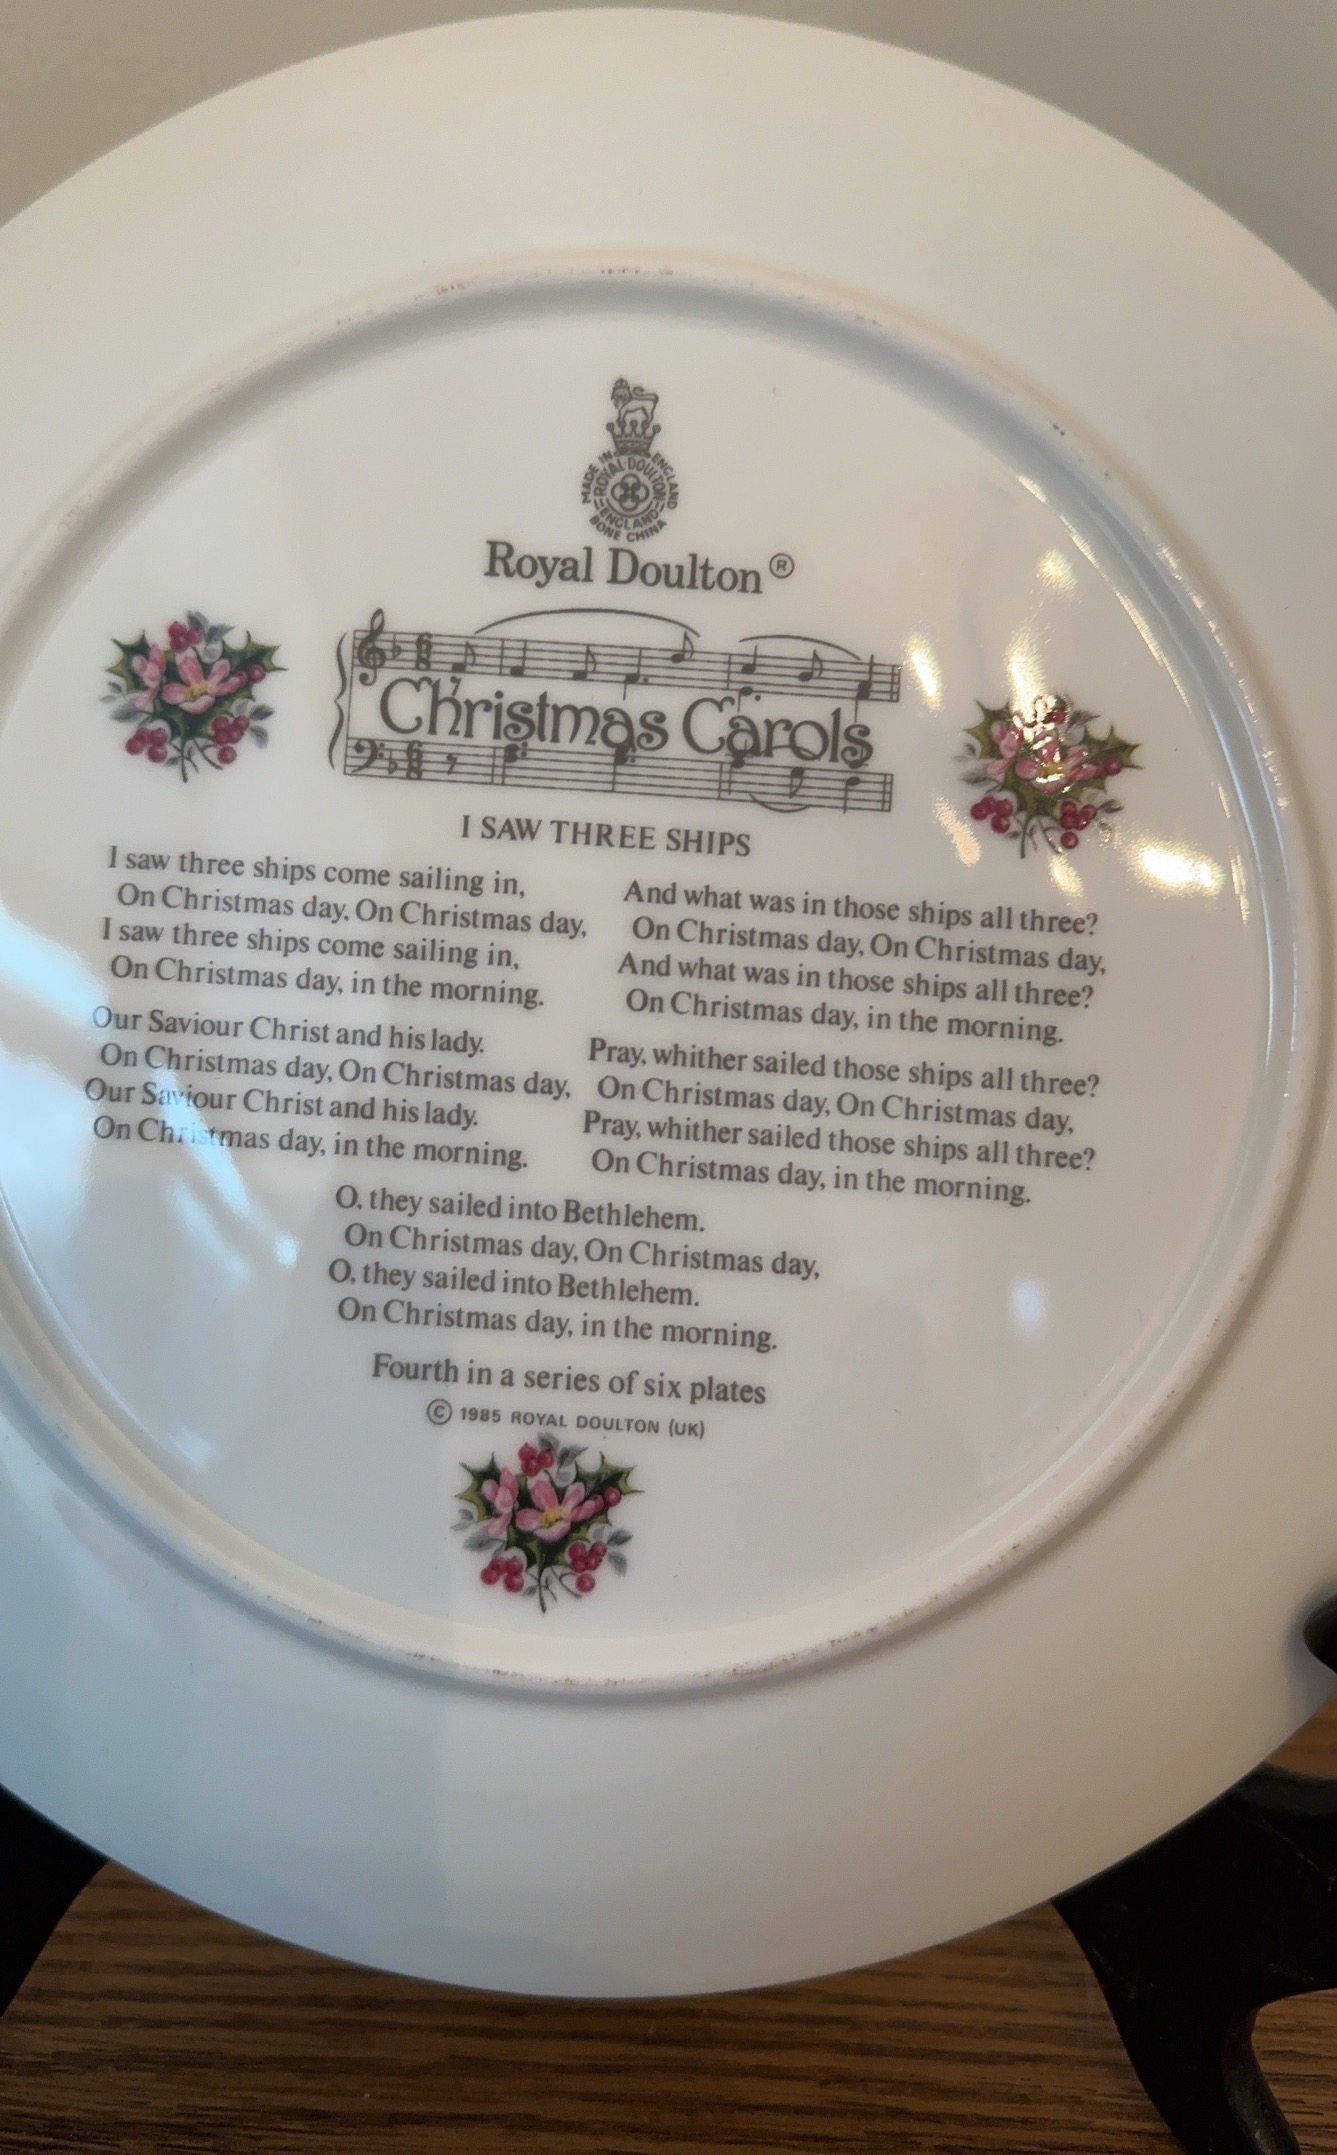 MADE IN ENGLAND
ROYAL DOULTON
ENGLAND
BONE CHINA
Royal Doulton®
Christmas Carols
I SAW THREE SHIPS
I saw three ships come sailing in,
On Christmas day, On Christmas day,
I saw three ships come sailing in,
On Christmas day, in the morning.
And what was in those ships all three?
On Christmas day, On Christmas day,
And what was in those ships all three?
On Christmas day, in the morning.
Our Saviour Christ and his lady.
On Christmas day, On Christmas day,
Our Saviour Christ and his lady.
On Christmas day, in the morning.
Pray, whither sailed those ships all three?
On Christmas day, On Christmas day,
Pray, whither sailed those ships all three?
On Christmas day, in the morning.
O, they sailed into Bethlehem.
On Christmas day, On Christmas day,
O, they sailed into Bethlehem.
On Christmas day, in the morning.
Fourth in a series of six plates
© 1985 ROYAL DOULTON (UK)